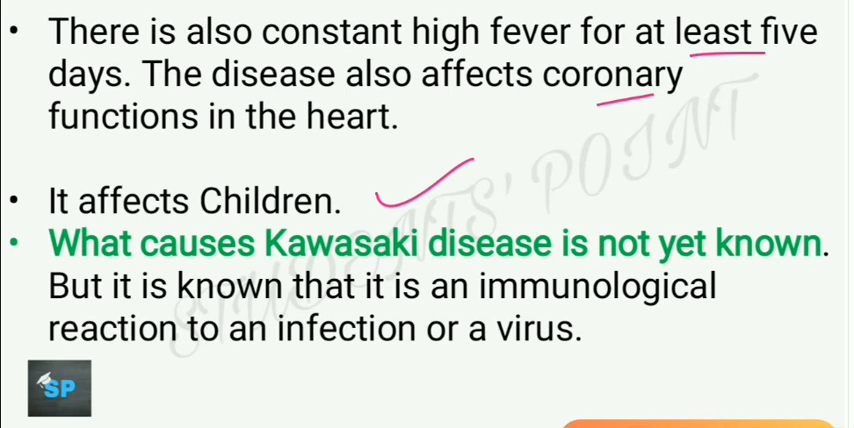 • There is also constant high fever for at least five
days. The disease also affects coronary
functions in the heart.
• It affects Children.
• What causes Kawasaki disease is not yet known.
But it is known that it is an immunological
reaction to an infection or a virus.
STUDENTS' POINT
SP